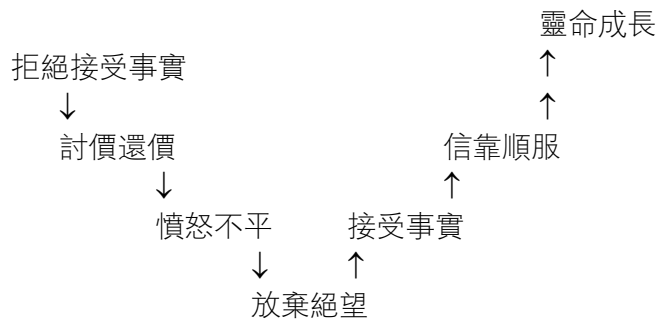 靈命成長
拒絕接受事實 ↑
↓ ↑
討價還價 信靠順服
↓ ↑
憤怒不平 接受事實
↓ ↑
放棄絕望